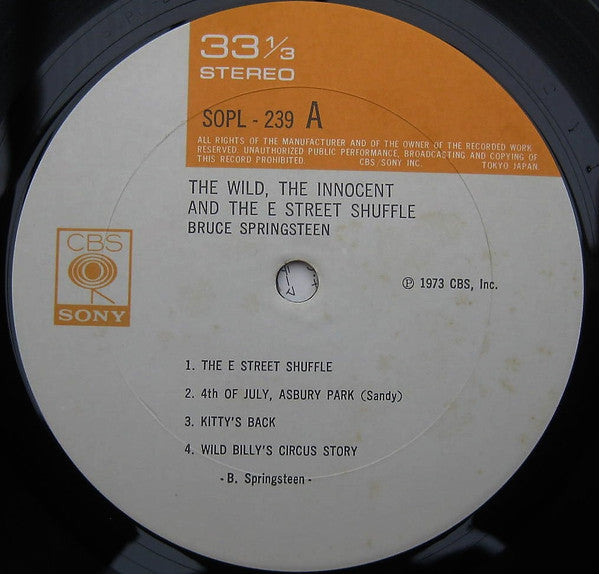 33 1/3
STEREO
SOPL - 239 A
ALL RIGHTS OF THE MANUFACTURER AND OF THE OWNER OF THE RECORDED WORK
RESERVED. UNAUTHORIZED PUBLIC PERFORMANCE, BROADCASTING AND COPYING OF
THIS RECORD PROHIBITED. CBS/SONY INC. TOKYO JAPAN.
THE WILD, THE INNOCENT
AND THE E STREET SHUFFLE
BRUCE SPRINGSTEEN
CBS
SONY
℗ 1973 CBS, Inc.
1. THE E STREET SHUFFLE
2. 4th OF JULY, ASBURY PARK (Sandy)
3. KITTY'S BACK
4. WILD BILLY'S CIRCUS STORY
- B. Springsteen -